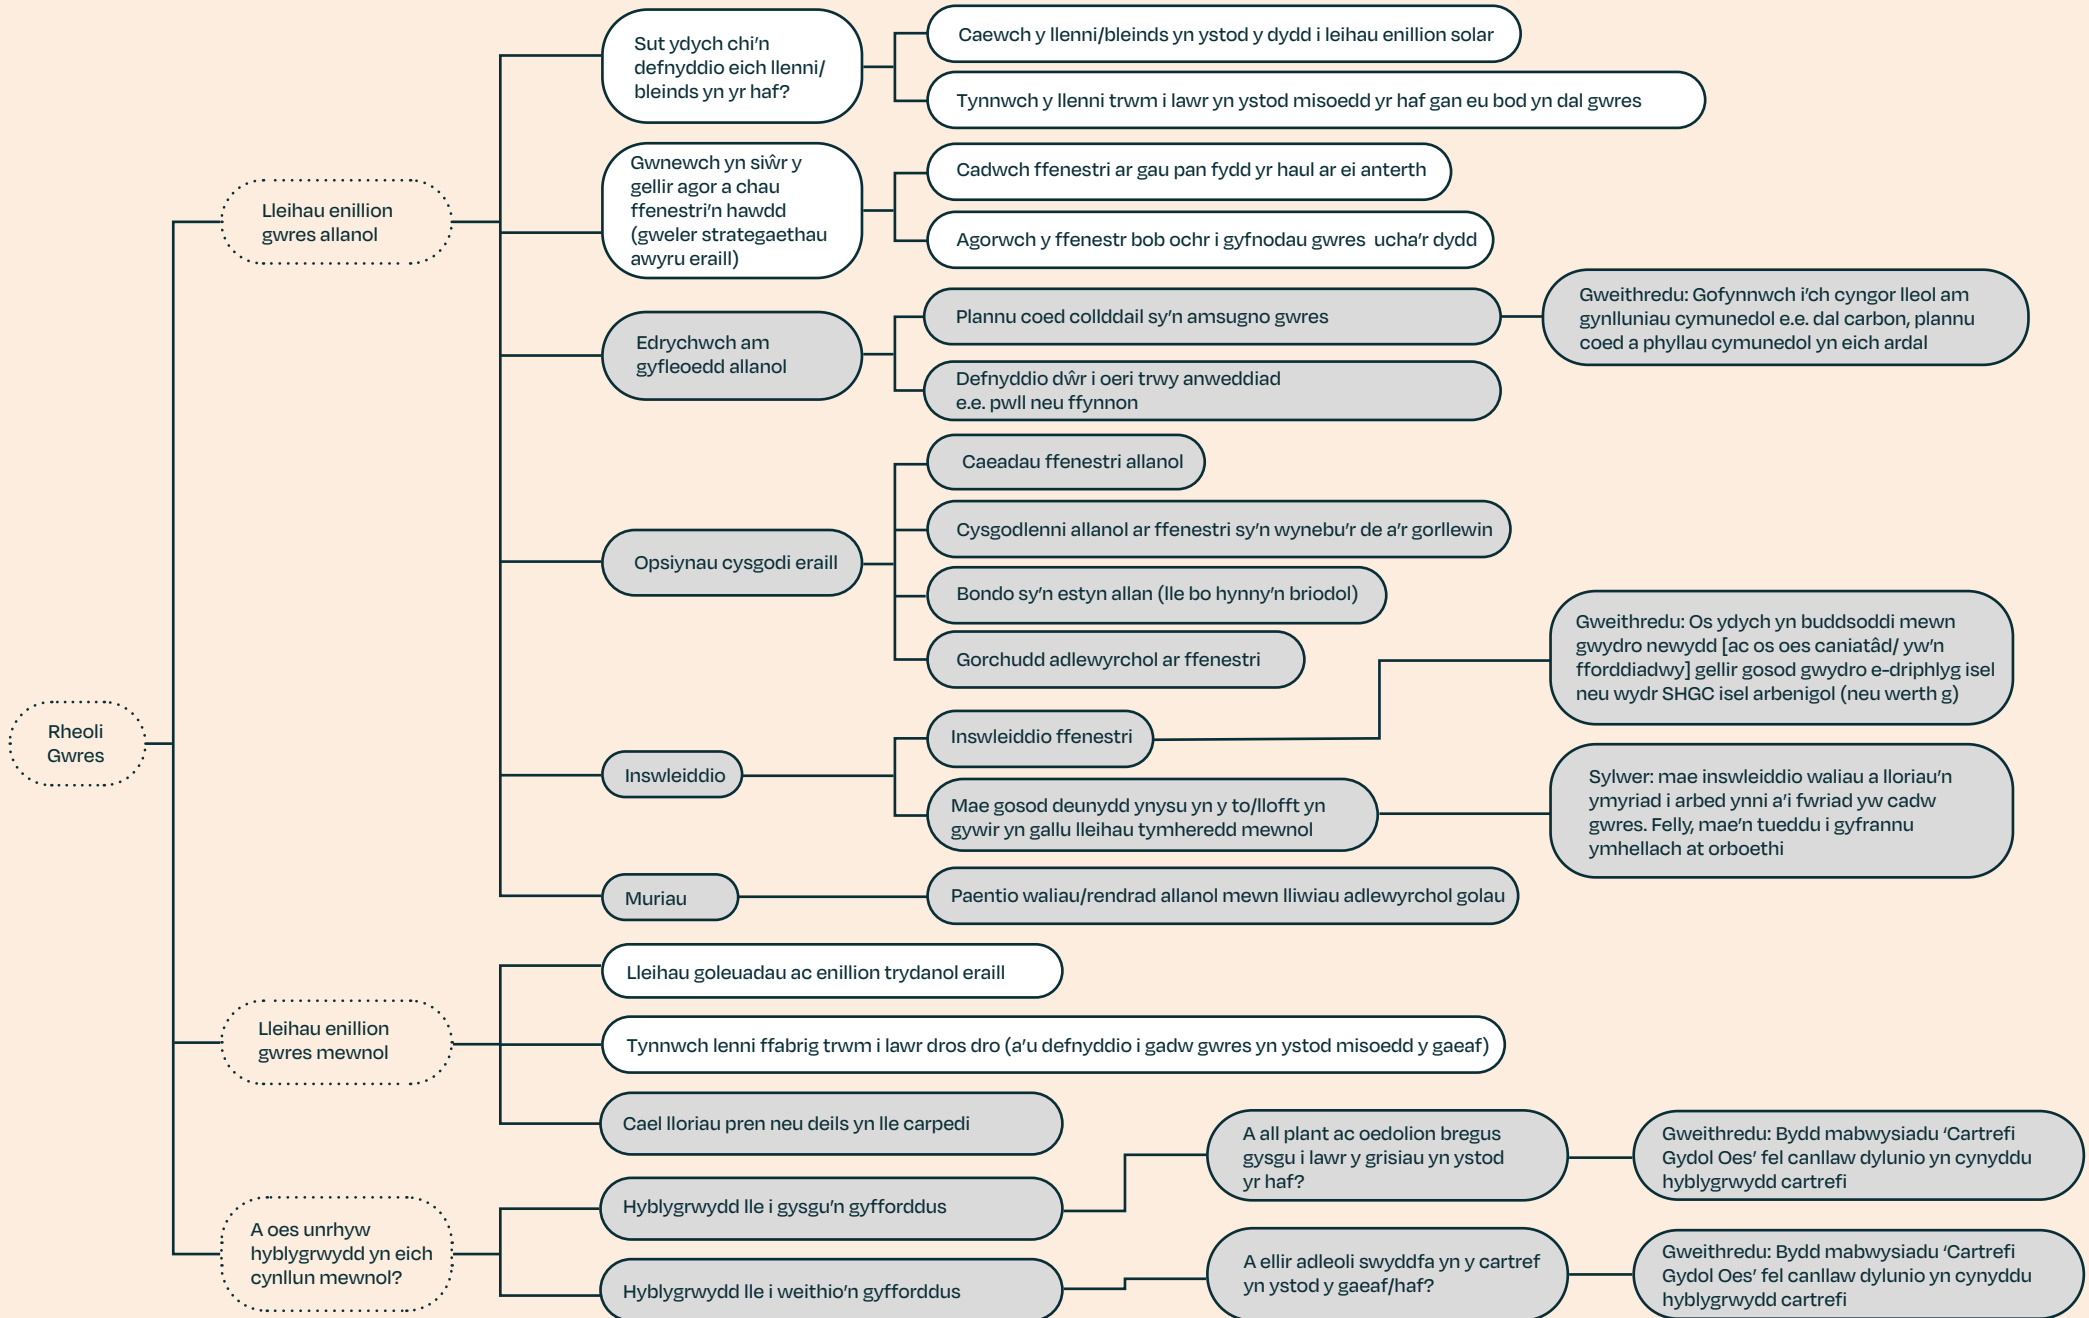 Rheoli
Gwres
Lleihau enillion
gwres allanol
Sut ydych chi'n
defnyddio eich llenni/
bleinds yn yr haf?
Caewch y llenni/bleinds yn ystod y dydd i leihau enillion solar
Tynnwch y llenni trwm i lawr yn ystod misoedd yr haf gan eu bod yn dal gwres
Gwnewch yn siŵr y
gellir agor a chau
ffenestri'n hawdd
(gweler strategaethau
awyru eraill)
Cadwch ffenestri ar gau pan fydd yr haul ar ei anterth
Agorwch y ffenestr bob ochr i gyfnodau gwres ucha'r dydd
Edrychwch am
gyfleoedd allanol
Plannu coed collddail sy'n amsugno gwres
Gweithredu: Gofynnwch i'ch cyngor lleol am
gynlluniau cymunedol e.e. dal carbon, plannu
coed a phyllau cymunedol yn eich ardal
Defnyddio dŵr i oeri trwy anweddiad
e.e. pwll neu ffynnon
Opsiynau cysgodi eraill
Caeadau ffenestri allanol
Cysgodlenni allanol ar ffenestri sy'n wynebu'r de a'r gorllewin
Bondo sy'n estyn allan (lle bo hynny'n briodol)
Gorchudd adlewyrchol ar ffenestri
Inswleiddio
Inswleiddio ffenestri
Gweithredu: Os ydych yn buddsoddi mewn
gwydro newydd [ac os oes caniatâd/ yw'n
fforddiadwy] gellir gosod gwydro e-driphlyg isel
neu wydr SHGC isel arbenigol (neu werth g)
Mae gosod deunydd ynysu yn y to/llofft yn
gywir yn gallu lleihau tymheredd mewnol
Sylwer: mae inswleiddio waliau a lloriau'n
ymyriad i arbed ynni a'i fwriad yw cadw
gwres. Felly, mae'n tueddu i gyfrannu
ymhellach at orboethi
Muriau
Paentio waliau/rendrad allanol mewn lliwiau adlewyrchol golau
Lleihau enillion
gwres mewnol
Lleihau goleuadau ac enillion trydanol eraill
Tynnwch lenni ffabrig trwm i lawr dros dro (a'u defnyddio i gadw gwres yn ystod misoedd y gaeaf)
Cael lloriau pren neu deils yn lle carpedi
A oes unrhyw
hyblygrwydd yn eich
cynllun mewnol?
Hyblygrwydd lle i gysgu'n gyfforddus
A all plant ac oedolion bregus
gysgu i lawr y grisiau yn ystod
yr haf?
Gweithredu: Bydd mabwysiadu 'Cartrefi
Gydol Oes' fel canllaw dylunio yn cynyddu
hyblygrwydd cartrefi
Hyblygrwydd lle i weithio'n gyfforddus
A ellir adleoli swyddfa yn y cartref
yn ystod y gaeaf/haf?
Gweithredu: Bydd mabwysiadu 'Cartrefi
Gydol Oes' fel canllaw dylunio yn cynyddu
hyblygrwydd cartrefi